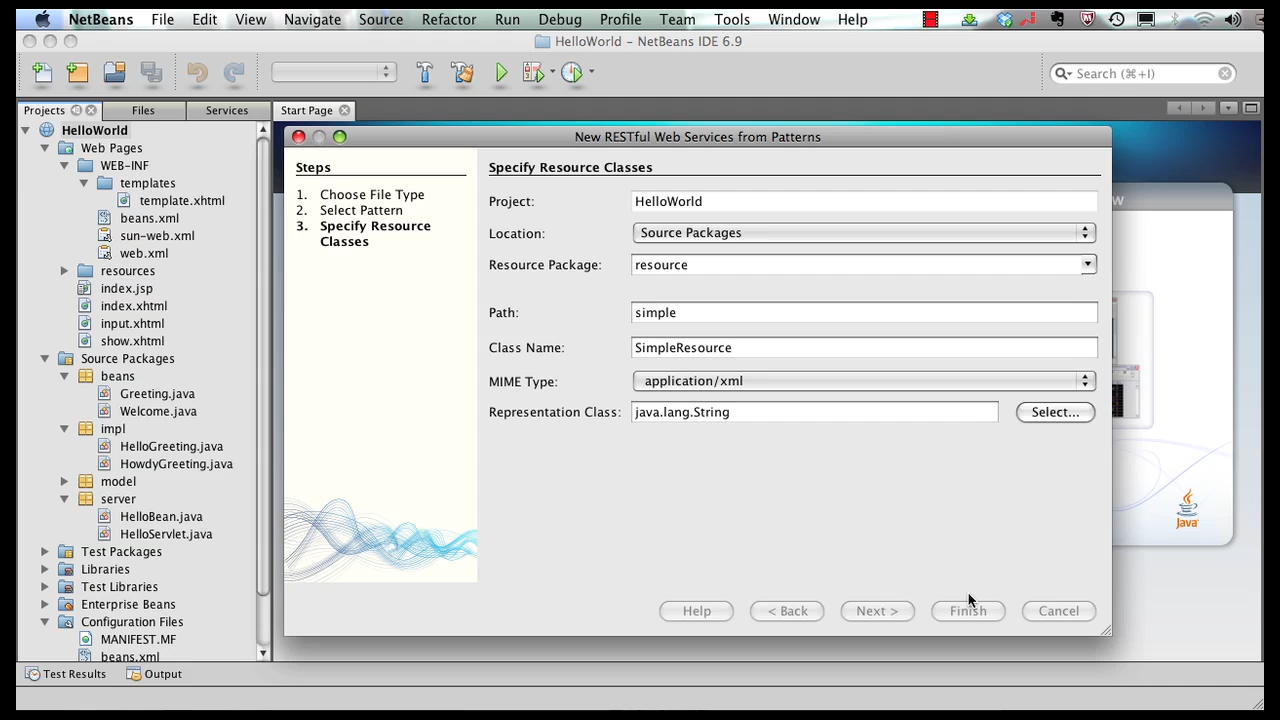 NetBeans File Edit View Navigate Source Refactor Run Debug Profile Team Tools Window Help
HelloWorld – NetBeans IDE 6.9
Search (⌘+I)
Projects Files Services Start Page
HelloWorld
Web Pages
WEB-INF
templates
template.xhtml
beans.xml
sun-web.xml
web.xml
resources
index.jsp
index.xhtml
input.xhtml
show.xhtml
Source Packages
beans
Greeting.java
Welcome.java
impl
HelloGreeting.java
HowdyGreeting.java
model
server
HelloBean.java
HelloServlet.java
Test Packages
Libraries
Test Libraries
Enterprise Beans
Configuration Files
MANIFEST.MF
beans.xml
New RESTful Web Services from Patterns
Steps
1. Choose File Type
2. Select Pattern
3. Specify Resource
Classes
Specify Resource Classes
Project: HelloWorld
Location: Source Packages
Resource Package: resource
Path: simple
Class Name: SimpleResource
MIME Type: application/xml
Representation Class: java.lang.String Select...
Help < Back Next > Finish Cancel
W
Java
Test Results Output